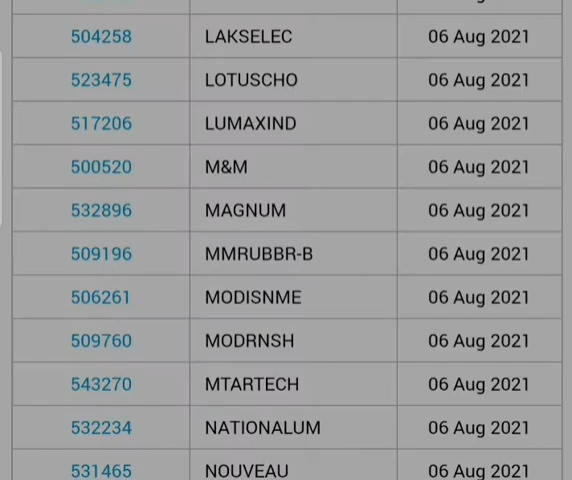 504258 LAKSELEC 06 Aug 2021
523475 LOTUSCHO 06 Aug 2021
517206 LUMAXIND 06 Aug 2021
500520 M&M 06 Aug 2021
532896 MAGNUM 06 Aug 2021
509196 MMRUBBR-B 06 Aug 2021
506261 MODISNME 06 Aug 2021
509760 MODRNSH 06 Aug 2021
543270 MTARTECH 06 Aug 2021
532234 NATIONALUM 06 Aug 2021
531465 NOUVEAU 06 Aug 2021